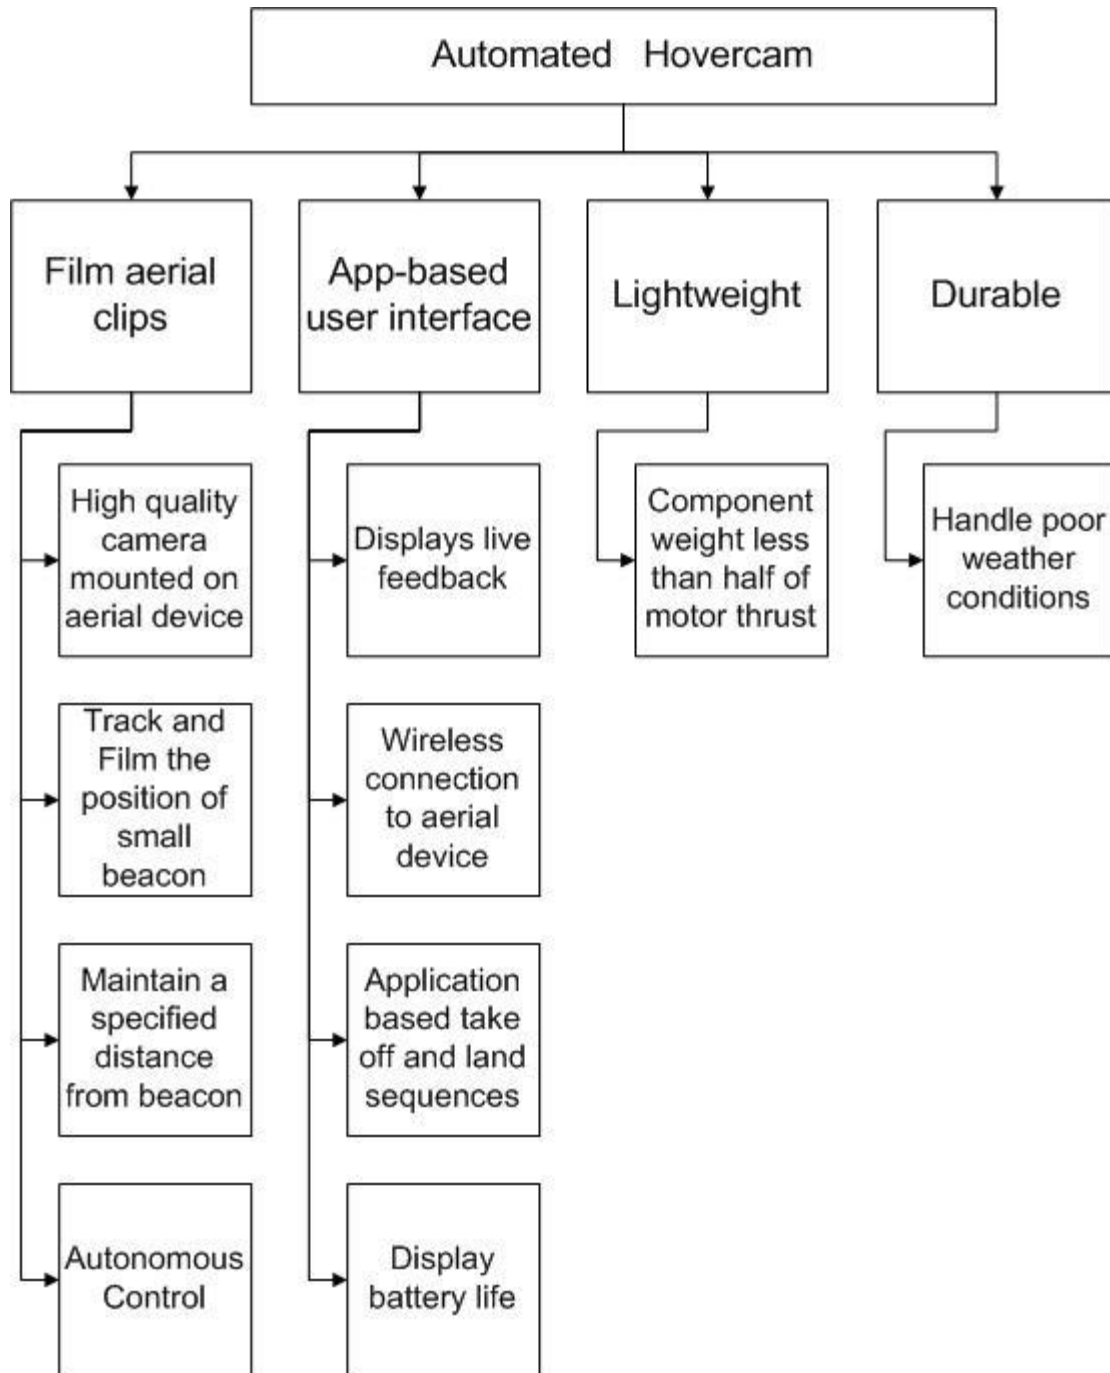 Automated Hovercam
Film aerial
clips
App-based
user interface
Lightweight
Durable
High quality
camera
mounted on
aerial device
Displays live
feedback
Component
weight less
than half of
motor thrust
Handle poor
weather
conditions
Track and
Film the
position of
small
beacon
Wireless
connection
to aerial
device
Maintain a
specified
distance
from beacon
Application
based take
off and land
sequences
Autonomous
Control
Display
battery life